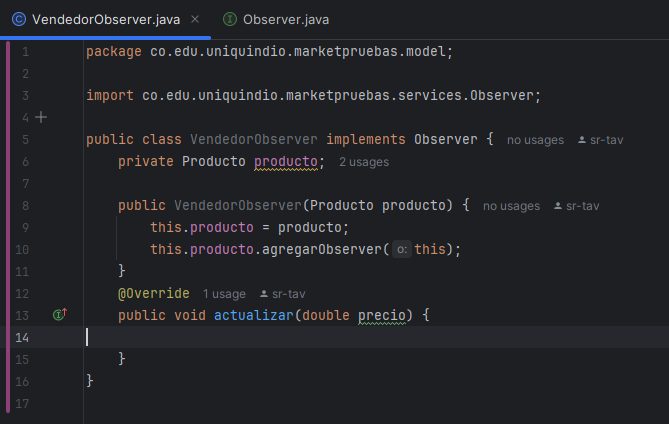 VendedorObserver.java
Observer.java
1 package co.edu.uniquindio.marketpruebas.model;
2
3 import co.edu.uniquindio.marketpruebas.services.Observer;
4
5 public class VendedorObserver implements Observer { no usages sr-tav
6 private Producto producto; 2 usages
7
8 public VendedorObserver(Producto producto) { no usages sr-tav
9 this.producto = producto;
10 this.producto.agregarObserver( o: this);
11 }
12 @Override 1 usage sr-tav
13 public void actualizar(double precio) {
14
15 }
16 }
17